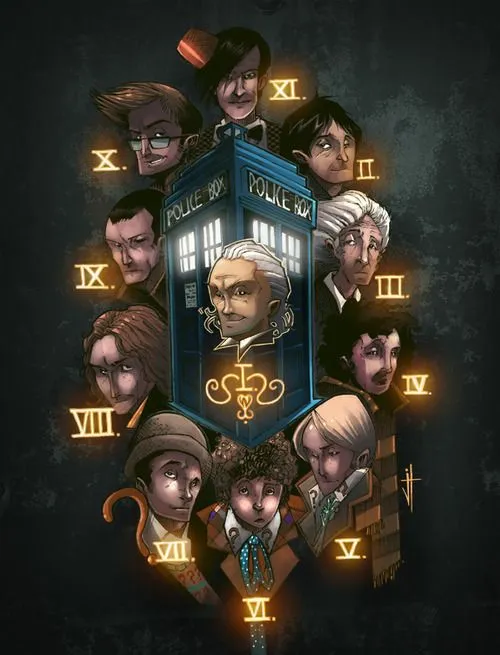 XI.
X.
II.
POLICE BOX
POLICE BOX
IX.
III.
I
IV.
VIII.
VII.
V.
VI.